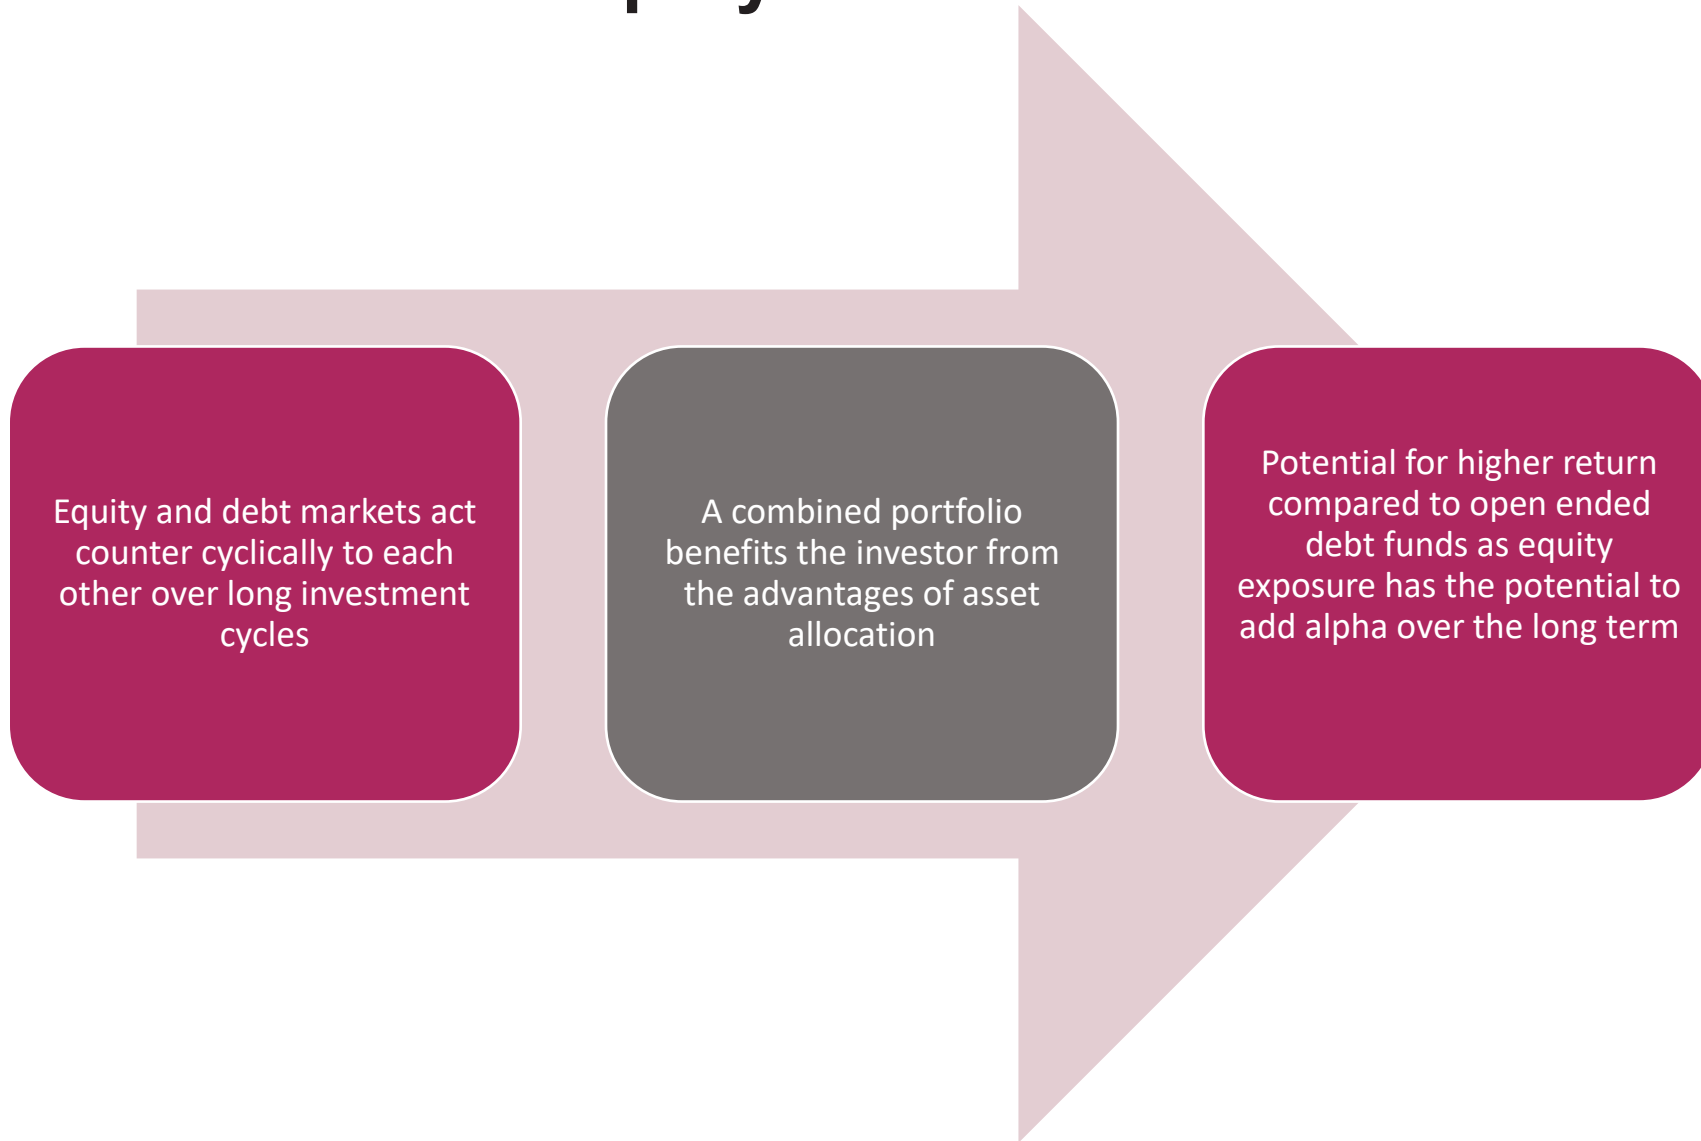 Equity and debt markets act
counter cyclically to each
other over long investment
cycles
A combined portfolio
benefits the investor from
the advantages of asset
allocation
Potential for higher return
compared to open ended
debt funds as equity
exposure has the potential to
add alpha over the long term